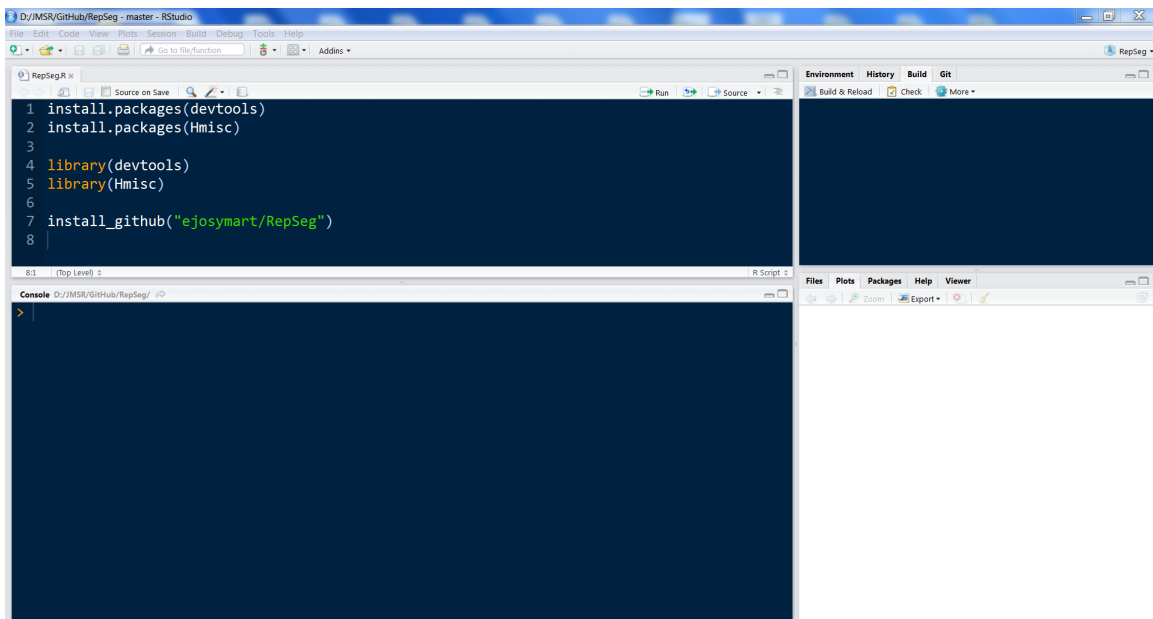 D:/JMSR/GitHub/RepSeg - master - RStudio
File Edit Code View Plots Session Build Debug Tools Help
Go to file/function Addins RepSeg
RepSeg.R
Source on Save Run Source
1 install.packages(devtools)
2 install.packages(Hmisc)
3
4 library(devtools)
5 library(Hmisc)
6
7 install_github("ejosymart/RepSeg")
8
8:1 (Top Level) R Script
Console D:/JMSR/GitHub/RepSeg/
>
Environment History Build Git
Build & Reload Check More
Files Plots Packages Help Viewer
Zoom Export